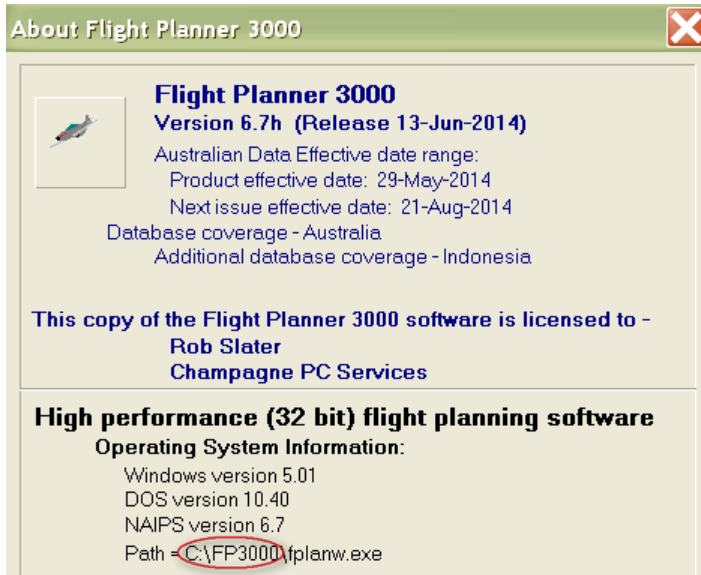 About Flight Planner 3000
Flight Planner 3000
Version 6.7h (Release 13-Jun-2014)
Australian Data Effective date range:
Product effective date: 29-May-2014
Next issue effective date: 21-Aug-2014
Database coverage - Australia
Additional database coverage - Indonesia
This copy of the Flight Planner 3000 software is licensed to -
Rob Slater
Champagne PC Services
High performance (32 bit) flight planning software
Operating System Information:
Windows version 5.01
DOS version 10.40
NAIPS version 6.7
Path = C:\FP3000\fplanw.exe